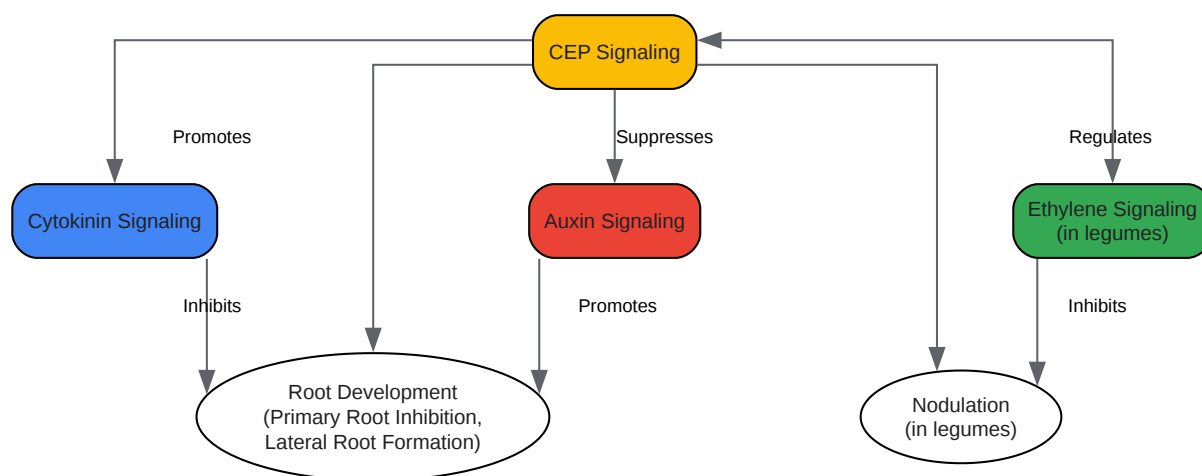 CEP Signaling
Promotes
Suppresses
Regulates
Cytokinin Signaling
Auxin Signaling
Ethylene Signaling
(in legumes)
Inhibits
Promotes
Inhibits
Root Development
(Primary Root Inhibition,
Lateral Root Formation)
Nodulation
(in legumes)